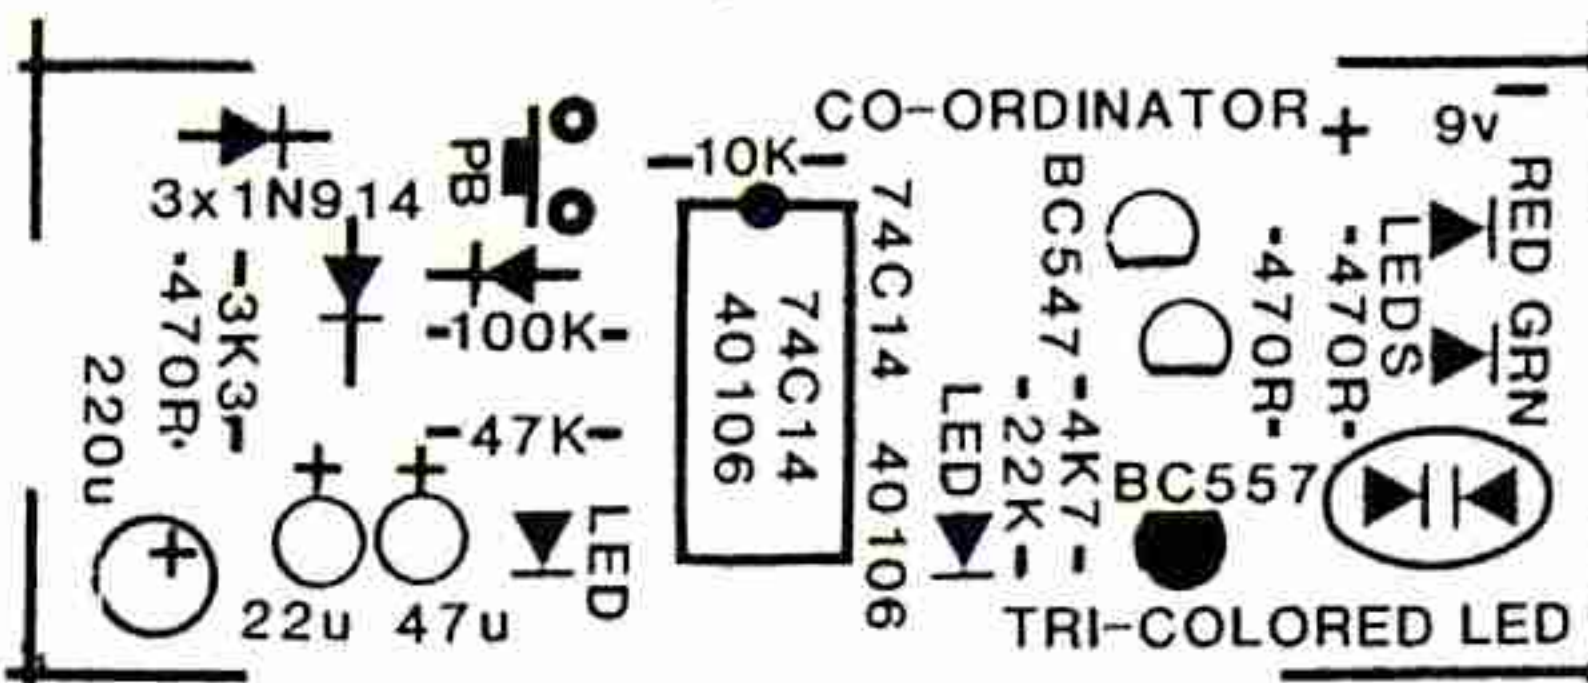 CO-ORDINATOR
+ 9v -
3x1N914
PB
-10K-
-470R-
-3K3-
220u
-100K-
-47K-
+
+
+
22u
47u
LED
74C14
40106
74C14 40106
LED
BC547
-22K-
-4K7-
-470R-
-470R-
LEDS
RED GRN
BC557
TRI-COLORED LED